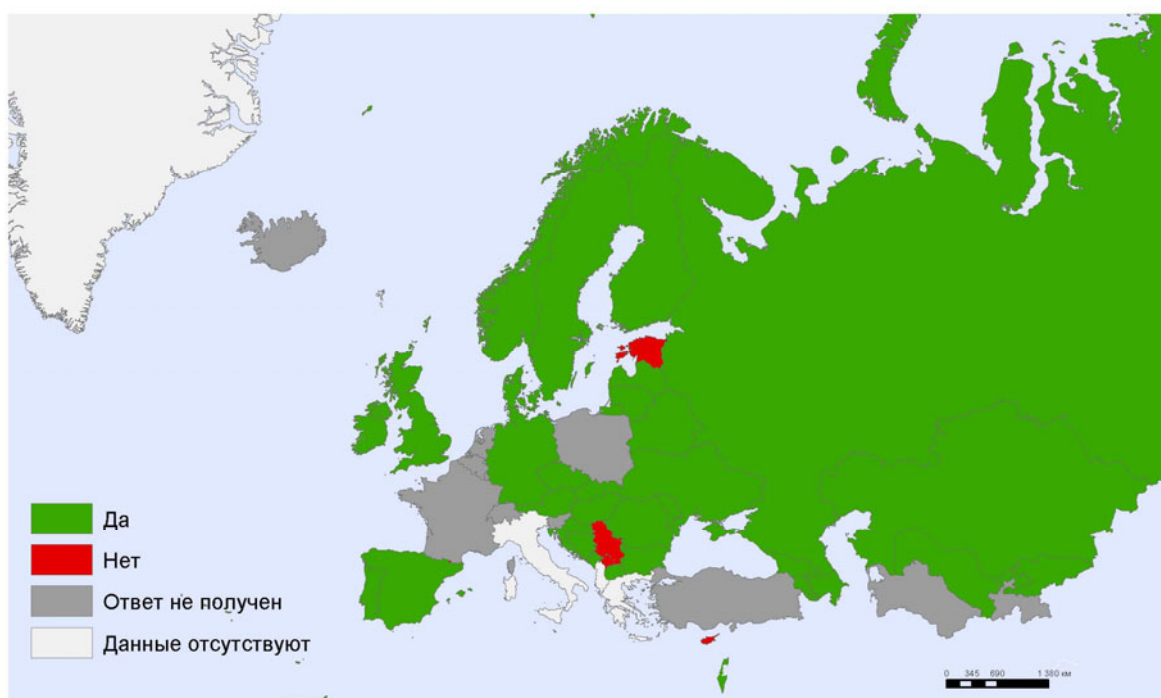 Да
Нет
Ответ не получен
Данные отсутствуют
0 345 690 1 380 км